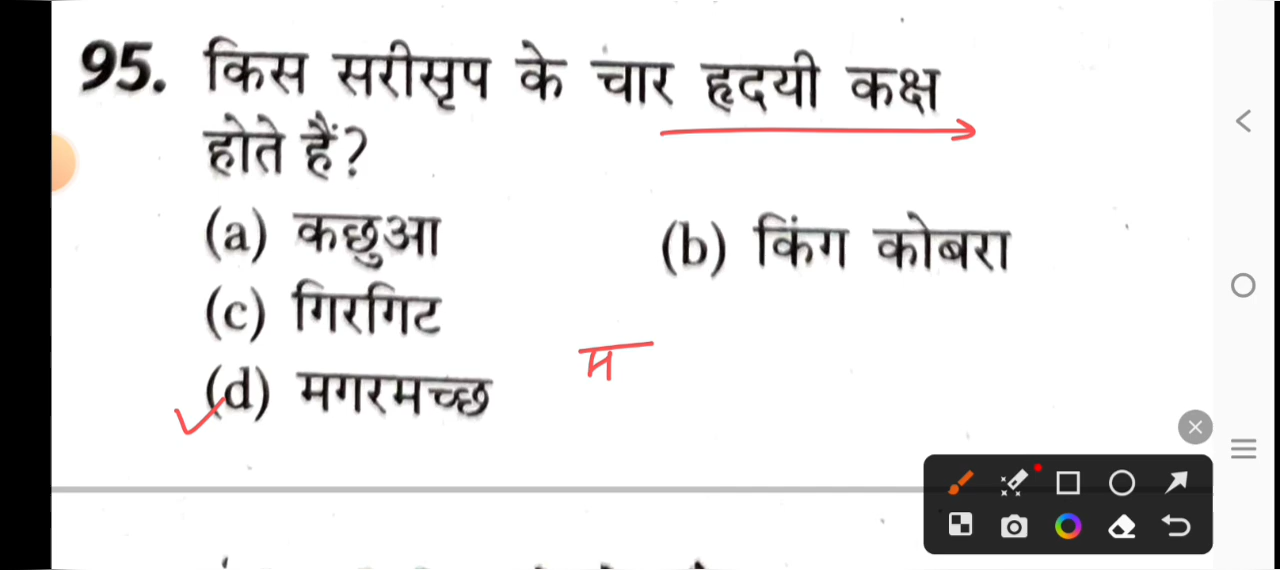 95. किस सरीसृप के चार हृदयी कक्ष
होते हैं?
(a) कछुआ (b) किंग कोबरा
(c) गिरगिट
म
(d) मगरमच्छ